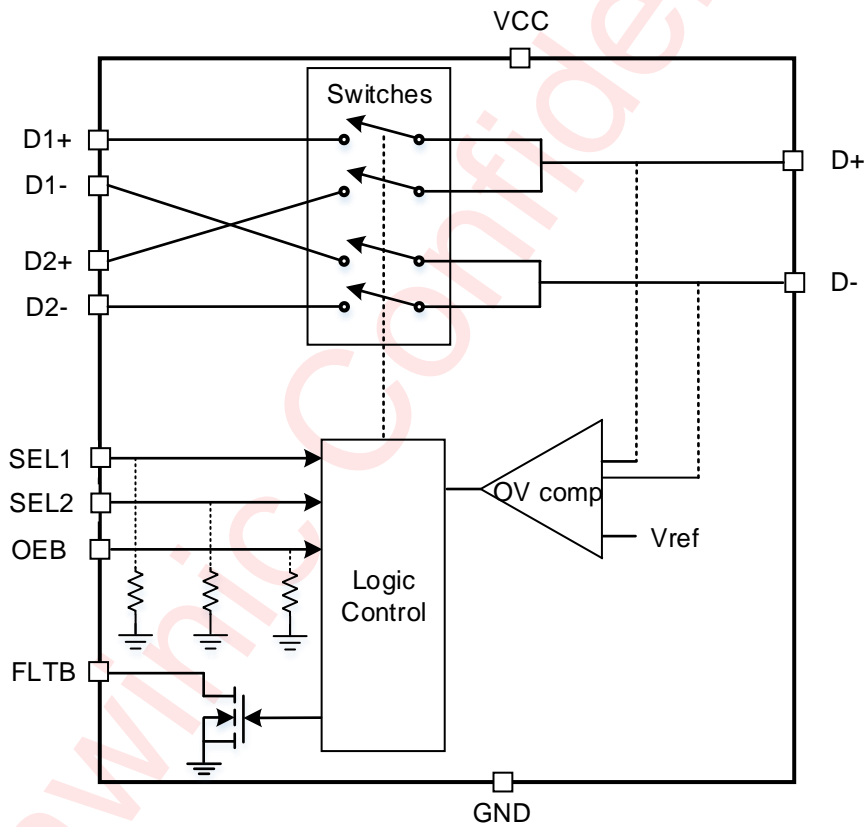 VCC
Switches
D1+
D1-
D2+
D2-
D+
D-
SEL1
SEL2
OEB
FLTB
Logic
Control
OV comp
Vref
GND